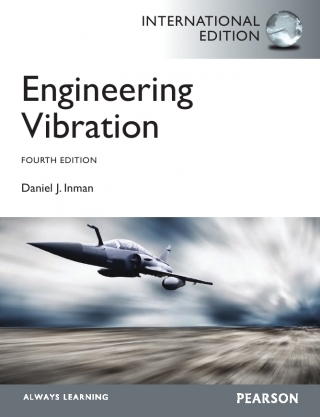 INTERNATIONAL
EDITION
Engineering
Vibration
FOURTH EDITION
Daniel J. Inman
ALWAYS LEARNING
PEARSON